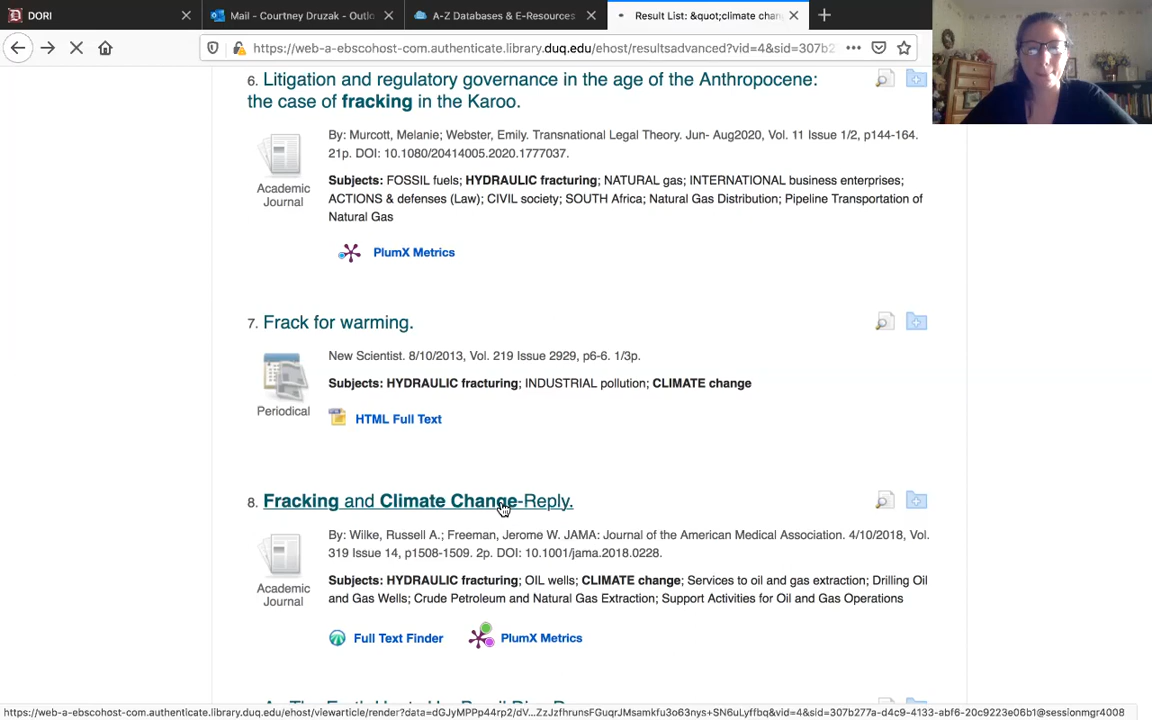 DORI
Mail - Courtney Druzak - Outlo
A-Z Databases & E-Resources
Result List: &quot;climate chan
https://web-a-ebscohost-com.authenticate.library.duq.edu/ehost/resultsadvanced?vid=4&sid=307b2
6. Litigation and regulatory governance in the age of the Anthropocene:
the case of fracking in the Karoo.
By: Murcott, Melanie; Webster, Emily. Transnational Legal Theory. Jun- Aug2020, Vol. 11 Issue 1/2, p144-164.
21p. DOI: 10.1080/20414005.2020.1777037.
Academic
Journal
Subjects: FOSSIL fuels; HYDRAULIC fracturing; NATURAL gas; INTERNATIONAL business enterprises;
ACTIONS & defenses (Law); CIVIL society; SOUTH Africa; Natural Gas Distribution; Pipeline Transportation of
Natural Gas
PlumX Metrics
7. Frack for warming.
New Scientist. 8/10/2013, Vol. 219 Issue 2929, p6-6. 1/3p.
Subjects: HYDRAULIC fracturing; INDUSTRIAL pollution; CLIMATE change
Periodical
HTML Full Text
8. Fracking and Climate Change-Reply.
By: Wilke, Russell A.; Freeman, Jerome W. JAMA: Journal of the American Medical Association. 4/10/2018, Vol.
319 Issue 14, p1508-1509. 2p. DOI: 10.1001/jama.2018.0228.
Academic
Journal
Subjects: HYDRAULIC fracturing; OIL wells; CLIMATE change; Services to oil and gas extraction; Drilling Oil
and Gas Wells; Crude Petroleum and Natural Gas Extraction; Support Activities for Oil and Gas Operations
Full Text Finder
PlumX Metrics